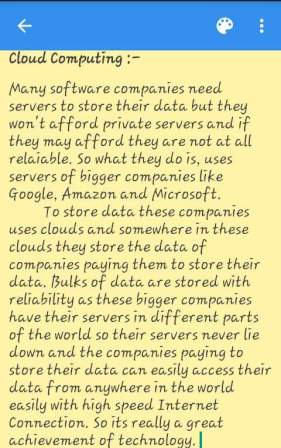 Cloud Computing :-
Many software companies need
servers to store their data but they
won't afford private servers and if
they may afford they are not at all
relaiable. So what they do is, uses
servers of bigger companies like
Google, Amazon and Microsoft.
To store data these companies
uses clouds and somewhere in these
clouds they store the data of
companies paying them to store their
data. Bulks of data are stored with
reliability as these bigger companies
have their servers in different parts
of the world so their servers never lie
down and the companies paying to
store their data can easily access their
data from anywhere in the world
easily with high speed Internet
Connection. So its really a great
achievement of technology.